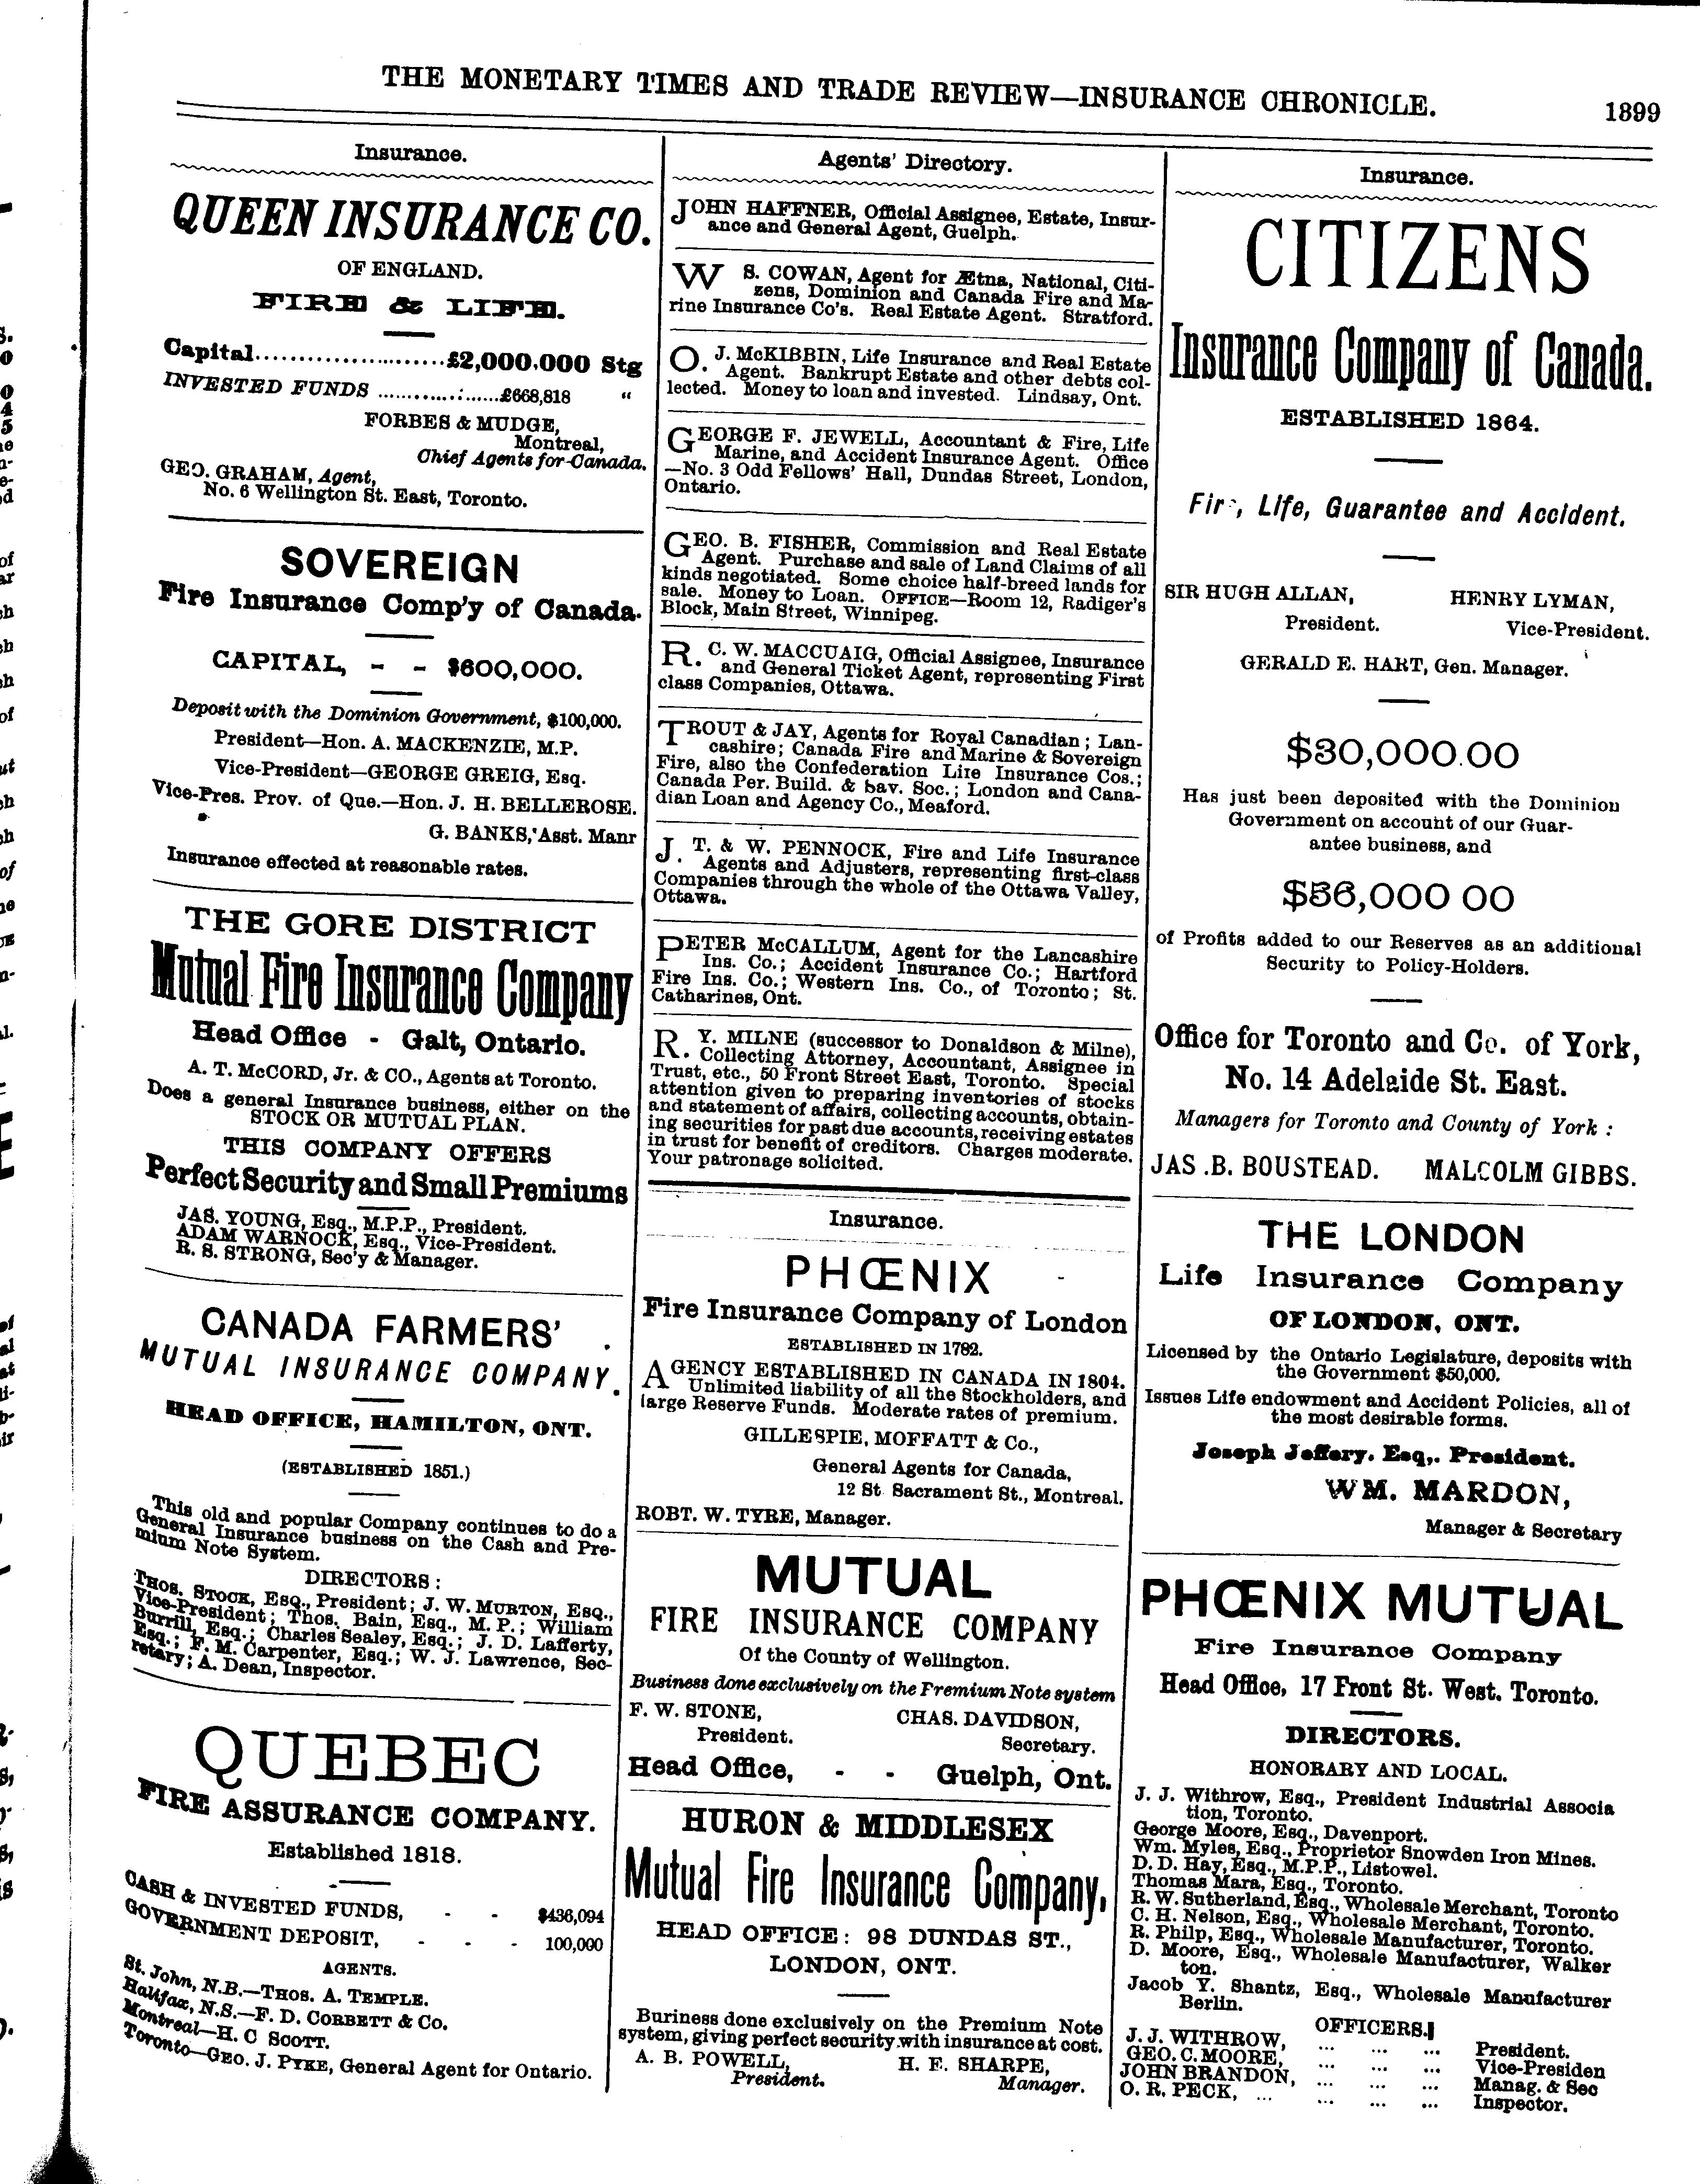 THE MONETARY TIMES AND TRADE REVIEW—INSURANCE CHRONICLE. 1899
Insurance.
QUEEN INSURANCE CO.
OF ENGLAND.
FIRE & LIFE.
Capital........................£2,000,000 Stg
INVESTED FUNDS ....................£668,818 "
FORBES & MUDGE,
Montreal,
Chief Agents for Canada.
GEO. GRAHAM, Agent,
No. 6 Wellington St. East, Toronto.
SOVEREIGN
Fire Insurance Comp'y of Canada.
CAPITAL, - - $600,000.
Deposit with the Dominion Government, $100,000.
President—Hon. A. MACKENZIE, M.P.
Vice-President—GEORGE GREIG, Esq.
Vice-Pres. Prov. of Que.—Hon. J. H. BELLEROSE.
G. BANKS, Asst. Manr
Insurance effected at reasonable rates.
THE GORE DISTRICT
Mutual Fire Insurance Company
Head Office - Galt, Ontario.
A. T. McCORD, Jr. & CO., Agents at Toronto.
Does a general Insurance business, either on the
STOCK OR MUTUAL PLAN.
THIS COMPANY OFFERS
Perfect Security and Small Premiums
JAS. YOUNG, Esq., M.P.P., President.
ADAM WARNOCK, Esq., Vice-President.
R. S. STRONG, Sec'y & Manager.
CANADA FARMERS'
MUTUAL INSURANCE COMPANY.
HEAD OFFICE, HAMILTON, ONT.
(ESTABLISHED 1851.)
This old and popular Company continues to do a
General Insurance business on the Cash and Pre-
mium Note System.
DIRECTORS:
THOS. STOCK, ESQ., President; J. W. MURTON, ESQ.,
Vice-President; Thos. Bain, Esq., M. P.; William
Burrill, Esq.; Charles Sealey, Esq.; J. D. Lafferty,
Esq.; F. M. Carpenter, Esq.; W. J. Lawrence, Sec-
retary; A. Dean, Inspector.
QUEBEC
FIRE ASSURANCE COMPANY.
Established 1818.
CASH & INVESTED FUNDS, - - $436,094
GOVERNMENT DEPOSIT, - - - 100,000
AGENTS.
St. John, N.B.—THOS. A. TEMPLE.
Halifax, N.S.—F. D. CORBETT & Co.
Montreal—H. C SCOTT.
Toronto—GEO. J. PYKE, General Agent for Ontario.
Agents' Directory.
JOHN HAFFNER, Official Assignee, Estate, Insur-
ance and General Agent, Guelph.
W S. COWAN, Agent for Ætna, National, Citi-
zens, Dominion and Canada Fire and Ma-
rine Insurance Co's. Real Estate Agent. Stratford.
O. J. McKIBBIN, Life Insurance and Real Estate
Agent. Bankrupt Estate and other debts col-
lected. Money to loan and invested. Lindsay, Ont.
GEORGE F. JEWELL, Accountant & Fire, Life
Marine, and Accident Insurance Agent. Office
—No. 3 Odd Fellows' Hall, Dundas Street, London,
Ontario.
GEO. B. FISHER, Commission and Real Estate
Agent. Purchase and sale of Land Claims of all
kinds negotiated. Some choice half-breed lands for
sale. Money to Loan. OFFICE—Room 12, Radiger's
Block, Main Street, Winnipeg.
R. C. W. MACCUAIG, Official Assignee, Insurance
and General Ticket Agent, representing First
class Companies, Ottawa.
TROUT & JAY, Agents for Royal Canadian; Lan-
cashire; Canada Fire and Marine & Sovereign
Fire, also the Confederation Life Insurance Cos.;
Canada Per. Build. & Sav. Soc.; London and Cana-
dian Loan and Agency Co., Meaford.
J. T. & W. PENNOCK, Fire and Life Insurance
Agents and Adjusters, representing first-class
Companies through the whole of the Ottawa Valley,
Ottawa.
PETER McCALLUM, Agent for the Lancashire
Ins. Co.; Accident Insurance Co.; Hartford
Fire Ins. Co.; Western Ins. Co., of Toronto; St.
Catharines, Ont.
R. Y. MILNE (successor to Donaldson & Milne),
Collecting Attorney, Accountant, Assignee in
Trust, etc., 50 Front Street East, Toronto. Special
attention given to preparing inventories of stocks
and statement of affairs, collecting accounts, obtain-
ing securities for past due accounts, receiving estates
in trust for benefit of creditors. Charges moderate.
Your patronage solicited.
Insurance.
PHŒNIX
Fire Insurance Company of London
ESTABLISHED IN 1782.
AGENCY ESTABLISHED IN CANADA IN 1804.
Unlimited liability of all the Stockholders, and
large Reserve Funds. Moderate rates of premium.
GILLESPIE, MOFFATT & Co.,
General Agents for Canada,
12 St. Sacrament St., Montreal.
ROBT. W. TYRE, Manager.
MUTUAL
FIRE INSURANCE COMPANY
Of the County of Wellington.
Business done exclusively on the Premium Note system
F. W. STONE, CHAS. DAVIDSON,
President. Secretary.
Head Office, - - Guelph, Ont.
HURON & MIDDLESEX
Mutual Fire Insurance Company,
HEAD OFFICE: 98 DUNDAS ST.,
LONDON, ONT.
Buriness done exclusively on the Premium Note
system, giving perfect security with insurance at cost.
A. B. POWELL, H. E. SHARPE,
President. Manager.
Insurance.
CITIZENS
Insurance Company of Canada.
ESTABLISHED 1864.
Fire, Life, Guarantee and Accident.
SIR HUGH ALLAN, HENRY LYMAN,
President. Vice-President.
GERALD E. HART, Gen. Manager.
$30,000.00
Has just been deposited with the Dominion
Government on account of our Guar-
antee business, and
$56,000 00
of Profits added to our Reserves as an additional
Security to Policy-Holders.
Office for Toronto and Co. of York,
No. 14 Adelaide St. East.
Managers for Toronto and County of York:
JAS .B. BOUSTEAD. MALCOLM GIBBS.
THE LONDON
Life Insurance Company
OF LONDON, ONT.
Licensed by the Ontario Legislature, deposits with
the Government $50,000.
Issues Life endowment and Accident Policies, all of
the most desirable forms.
Joseph Jeffery. Esq,. President.
WM. MARDON,
Manager & Secretary
PHŒNIX MUTUAL
Fire Insurance Company
Head Office, 17 Front St. West. Toronto.
DIRECTORS.
HONORARY AND LOCAL.
J. J. Withrow, Esq., President Industrial Associa
tion, Toronto.
George Moore, Esq., Davenport.
Wm. Myles, Esq., Proprietor Snowden Iron Mines.
D. D. Hay, Esq., M.P.P., Listowel.
Thomas Mara, Esq., Toronto.
R. W. Sutherland, Esq., Wholesale Merchant, Toronto
C. H. Nelson, Esq., Wholesale Merchant, Toronto.
R. Philp, Esq., Wholesale Manufacturer, Toronto.
D. Moore, Esq., Wholesale Manufacturer, Walker
ton.
Jacob Y. Shantz, Esq., Wholesale Manufacturer
Berlin.
OFFICERS.
J. J. WITHROW, ... ... ... President.
GEO. C. MOORE, ... ... ... Vice-Presiden
JOHN BRANDON, ... ... ... Manag. & Sec
O. R. PECK, ... ... ... ... Inspector.